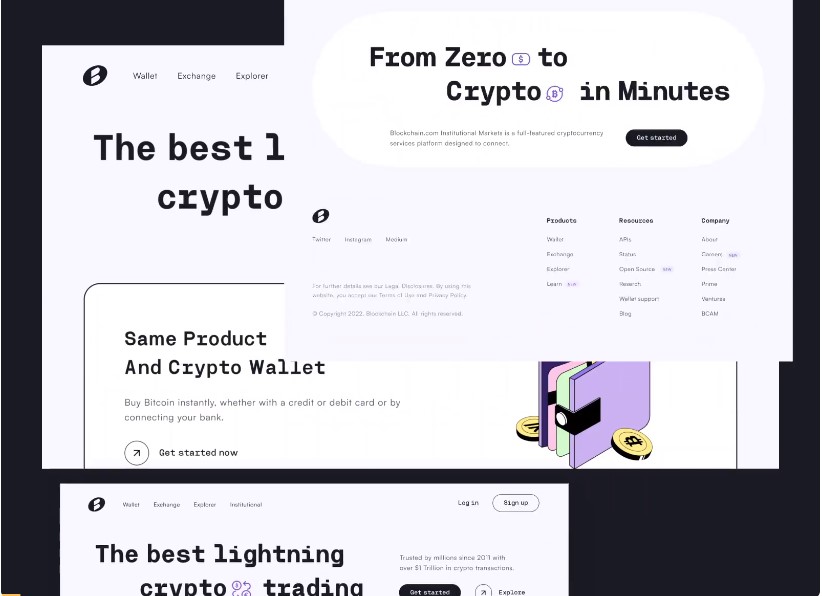 From Zero to
Crypto in Minutes
Blockchain.com Institutional Markets is a full-featured cryptocurrency
services platform designed to connect.
Get started
Twitter Instagram Medium
For further details see our Legal Disclosures. By using this
website, you accept our Terms of Use and Privacy Policy.
© Copyright 2022. Blockchain LLC. All rights reserved.
Products
Wallet
Exchange
Explorer
Learn NEW
Resources
APIs
Status
Open Source NEW
Research
Wallet support
Blog
Company
About
Careers NEW
Press Center
Prime
Ventures
BCAM
Wallet Exchange Explorer
The best l
crypto
Same Product
And Crypto Wallet
Buy Bitcoin instantly, whether with a credit or debit card or by
connecting your bank.
Get started now
Wallet Exchange Explorer Institutional
Log in Sign up
The best lightning
crypto trading
Trusted by millions since 2011 with
over $1 Trillion in crypto transactions.
Get started Explore